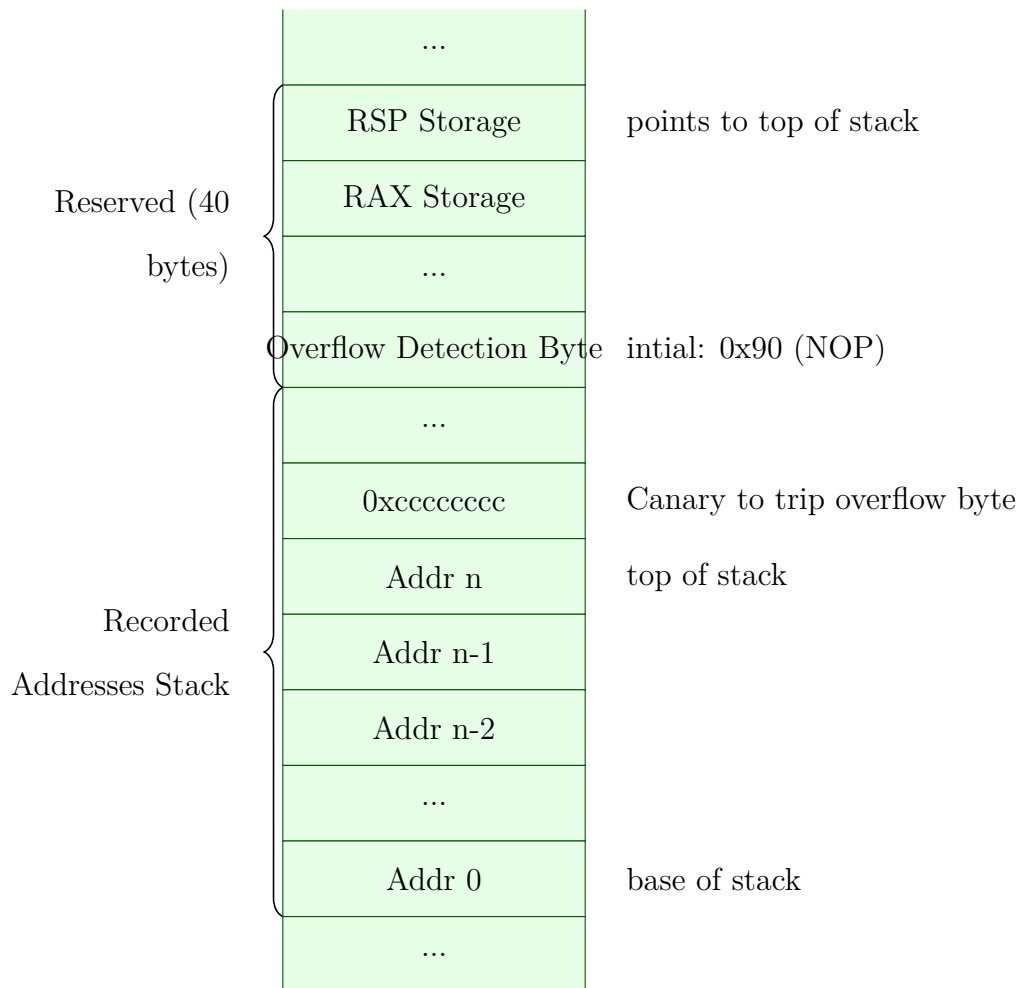 ...
RSP Storage
points to top of stack
Reserved (40
bytes)
RAX Storage
...
Overflow Detection Byte
intial: 0x90 (NOP)
...
0xcccccccc
Canary to trip overflow byte
Addr n
top of stack
Recorded
Addresses Stack
Addr n-1
Addr n-2
...
Addr 0
base of stack
...